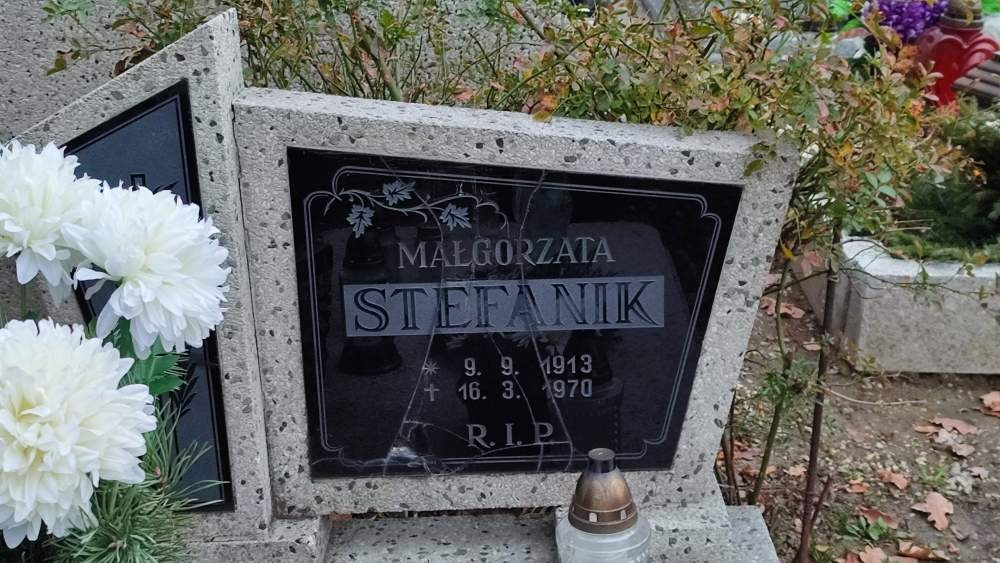 MAŁGORZATA
STEFANIK
* 9. 9. 1913
† 16. 3. 1970
R. I. P.